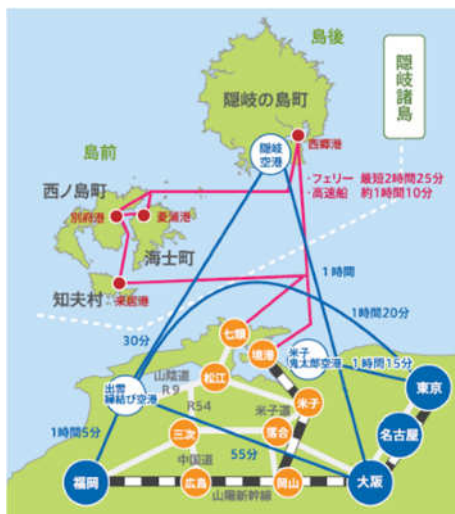 島後
隠岐諸島
隠岐の島町
西郷港
隠岐
空港
島前
・フェリー 最短2時間25分
・高速船 約1時間10分
西ノ島町
別府港
菱浦港
海士町
知夫村
来居港
1時間
1時間20分
30分
七類
境港
米子
鬼太郎空港
1時間15分
山陰道
R9
松江
出雲
縁結び空港
R54
米子道
米子
東京
名古屋
1時間5分
三次
落合
55分
中国道
福岡
広島
岡山
大阪
山陽新幹線